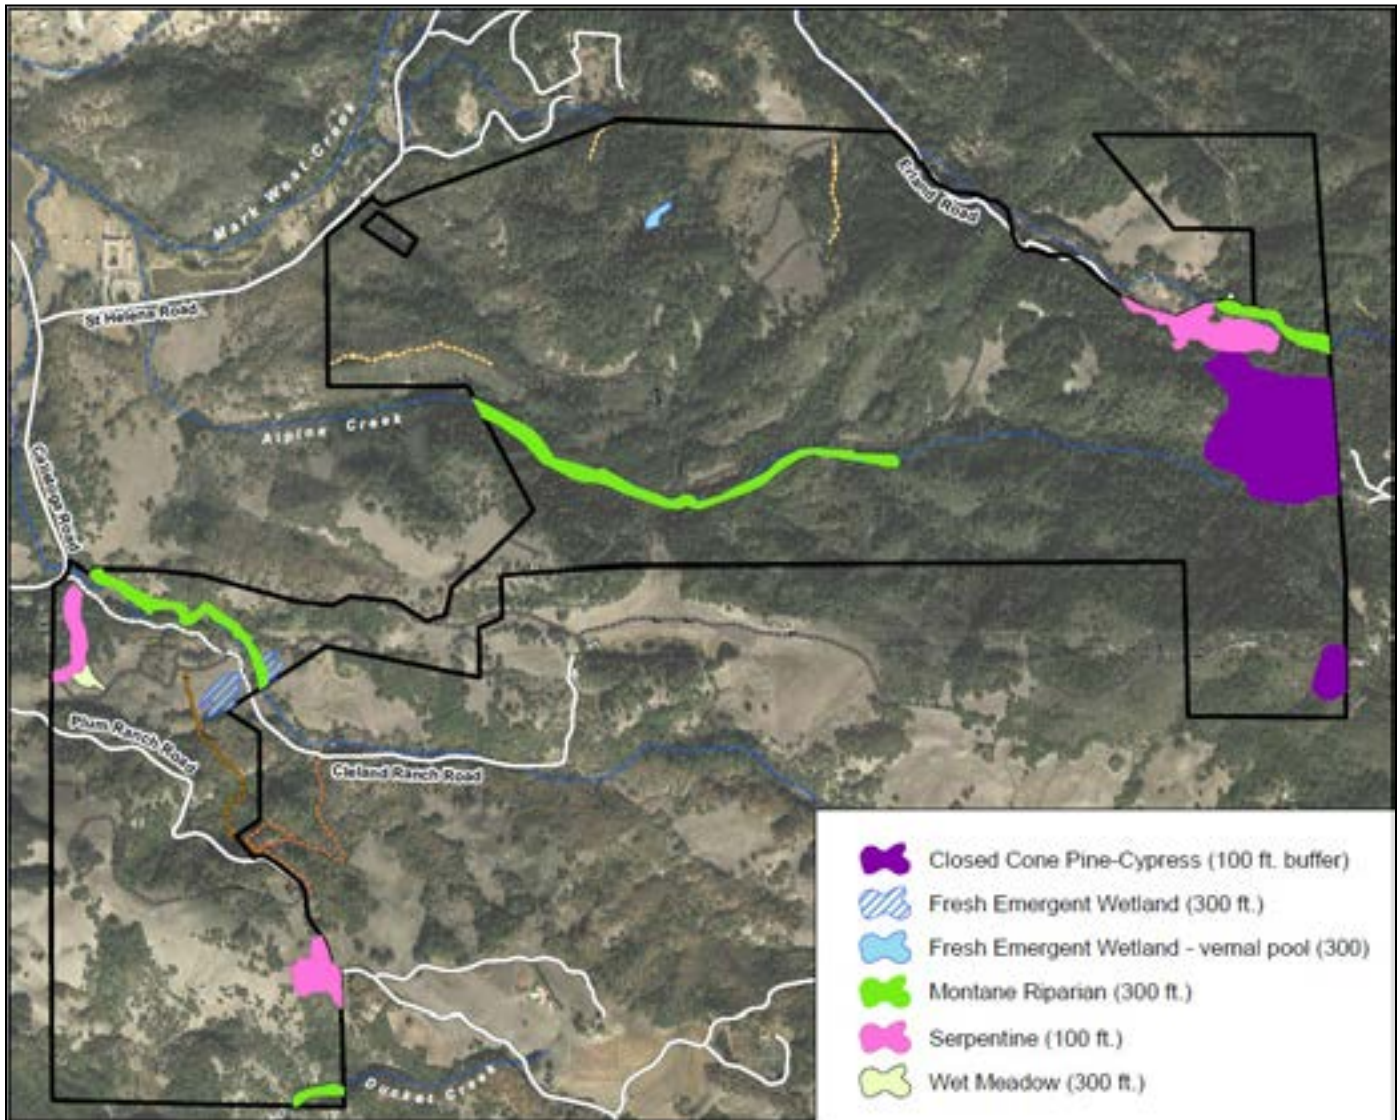 Mark West Creek
Erland Road
St Helena Road
Alpine Creek
Calistoga Road
Plum Ranch Road
Cleland Ranch Road
Ducket Creek
Closed Cone Pine-Cypress (100 ft. buffer)
Fresh Emergent Wetland (300 ft.)
Fresh Emergent Wetland - vernal pool (300)
Montane Riparian (300 ft.)
Serpentine (100 ft.)
Wet Meadow (300 ft.)